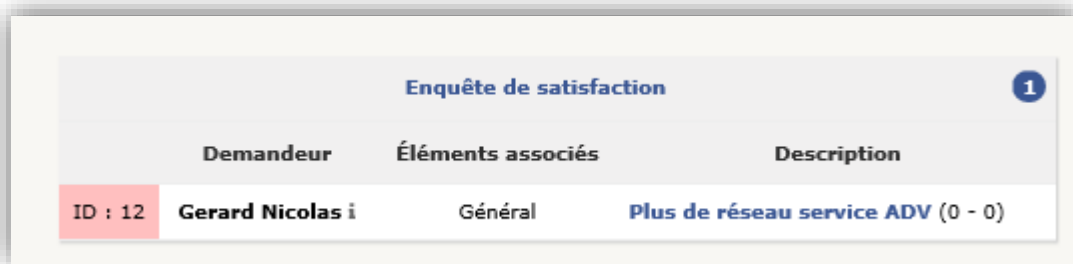 Enquête de satisfaction 1
Demandeur Éléments associés Description
ID : 12 Gerard Nicolas i Général Plus de réseau service ADV (0 - 0)